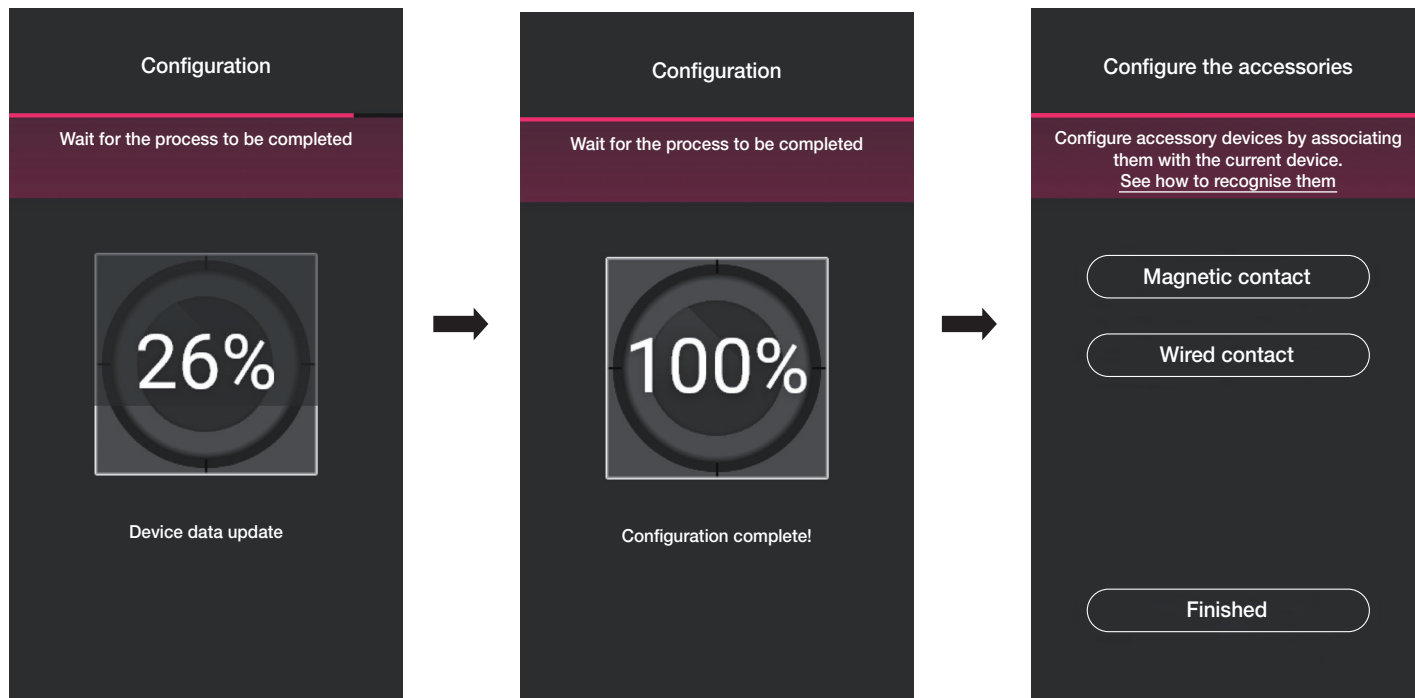 Configuration
Wait for the process to be completed
26%
Device data update
Configuration
Wait for the process to be completed
100%
Configuration complete!
Configure the accessories
Configure accessory devices by associating
them with the current device.
See how to recognise them
Magnetic contact
Wired contact
Finished